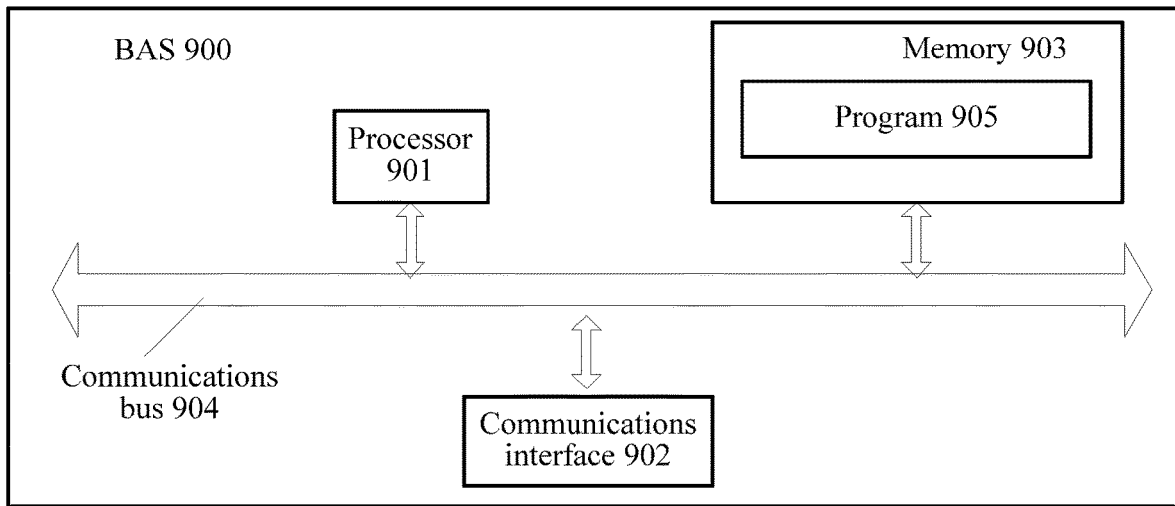 BAS 900
Memory 903
Program 905
Processor
901
Communications
bus 904
Communications
interface 902